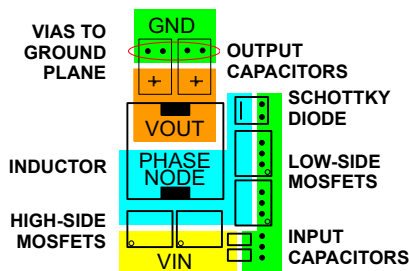 GND
VIAS TO
GROUND
PLANE
OUTPUT
CAPACITORS
+ +
SCHOTTKY
DIODE
VOUT
INDUCTOR
PHASE
NODE
LOW-SIDE
MOSFETS
HIGH-SIDE
MOSFETS
VIN
INPUT
CAPACITORS